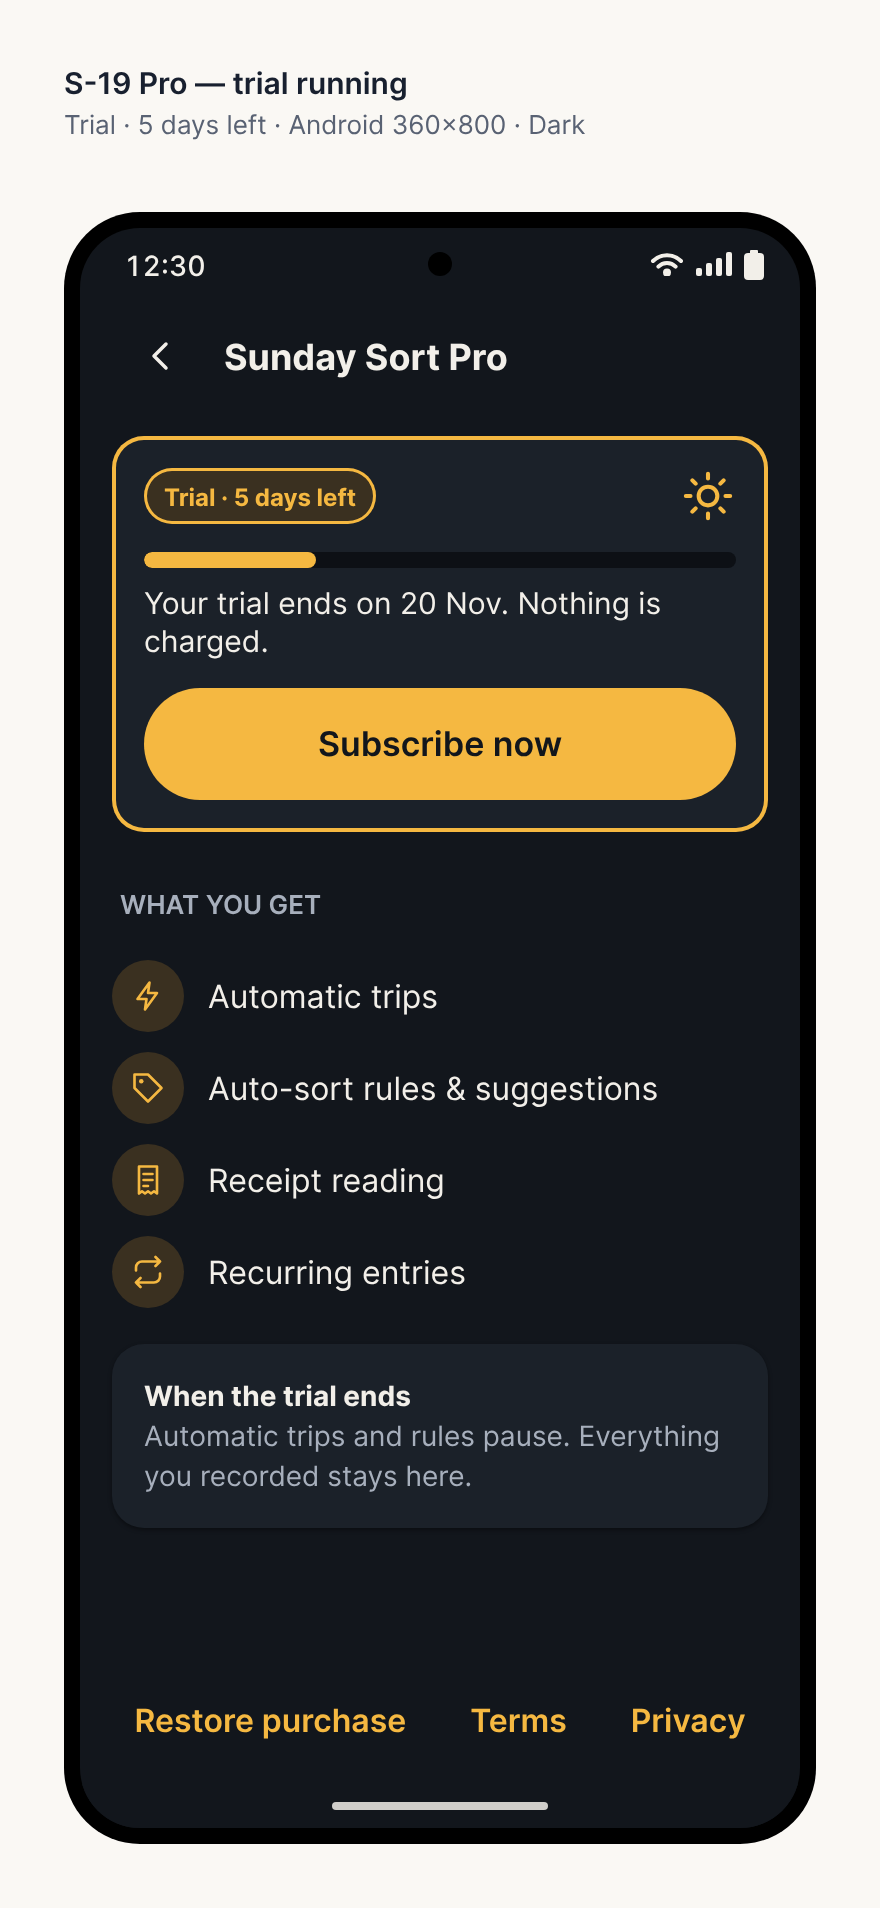 S-19 Pro — trial running
Trial · 5 days left · Android 360×800 · Dark
12:30
Sunday Sort Pro
Trial · 5 days left
Your trial ends on 20 Nov. Nothing is
charged.
Subscribe now
WHAT YOU GET
Automatic trips
Auto-sort rules & suggestions
Receipt reading
Recurring entries
When the trial ends
Automatic trips and rules pause. Everything
you recorded stays here.
Restore purchase Terms Privacy